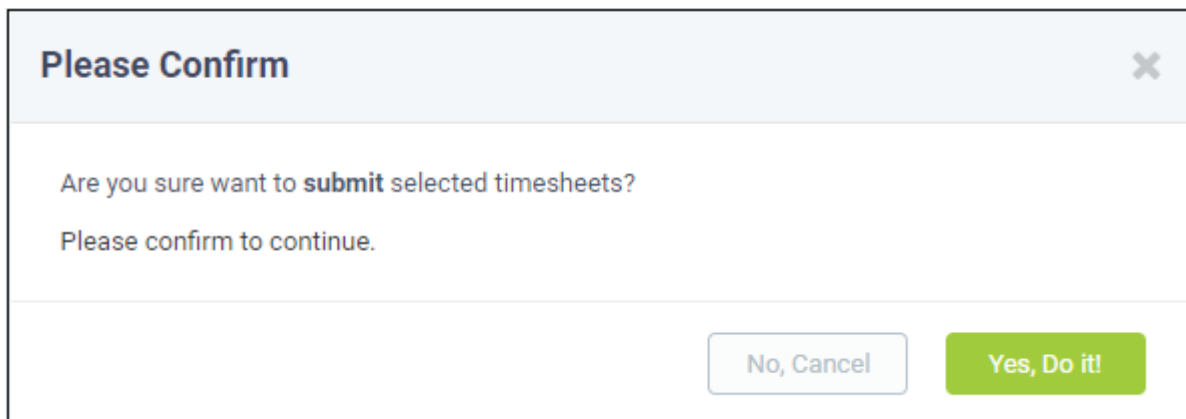 Please Confirm
Are you sure want to submit selected timesheets?
Please confirm to continue.
No, Cancel
Yes, Do it!